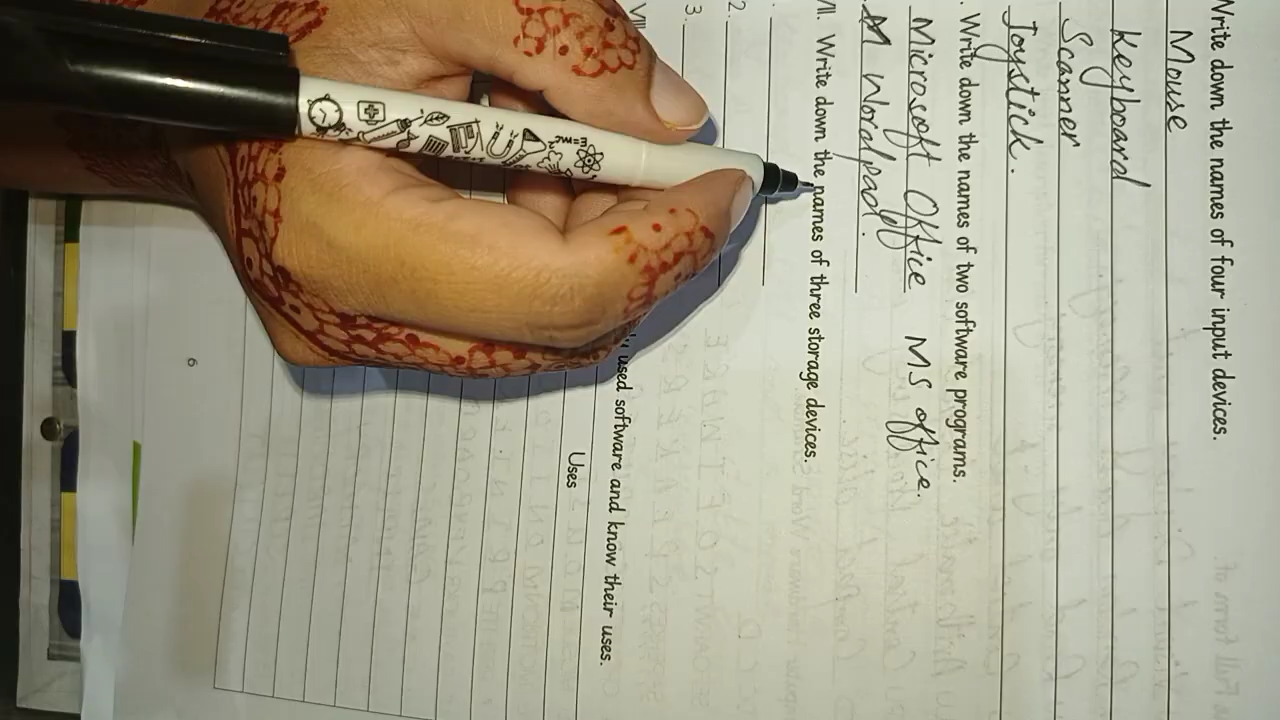 Write down the names of four input devices.
Mouse
Keyboard
Scanner
Joystick.
. Write down the names of two software programs.
Microsoft Office MS office.
Wordpad.
VI. Write down the names of three storage devices.
2.
3.
VII
used software and know their uses.
Uses
6
E=mc²